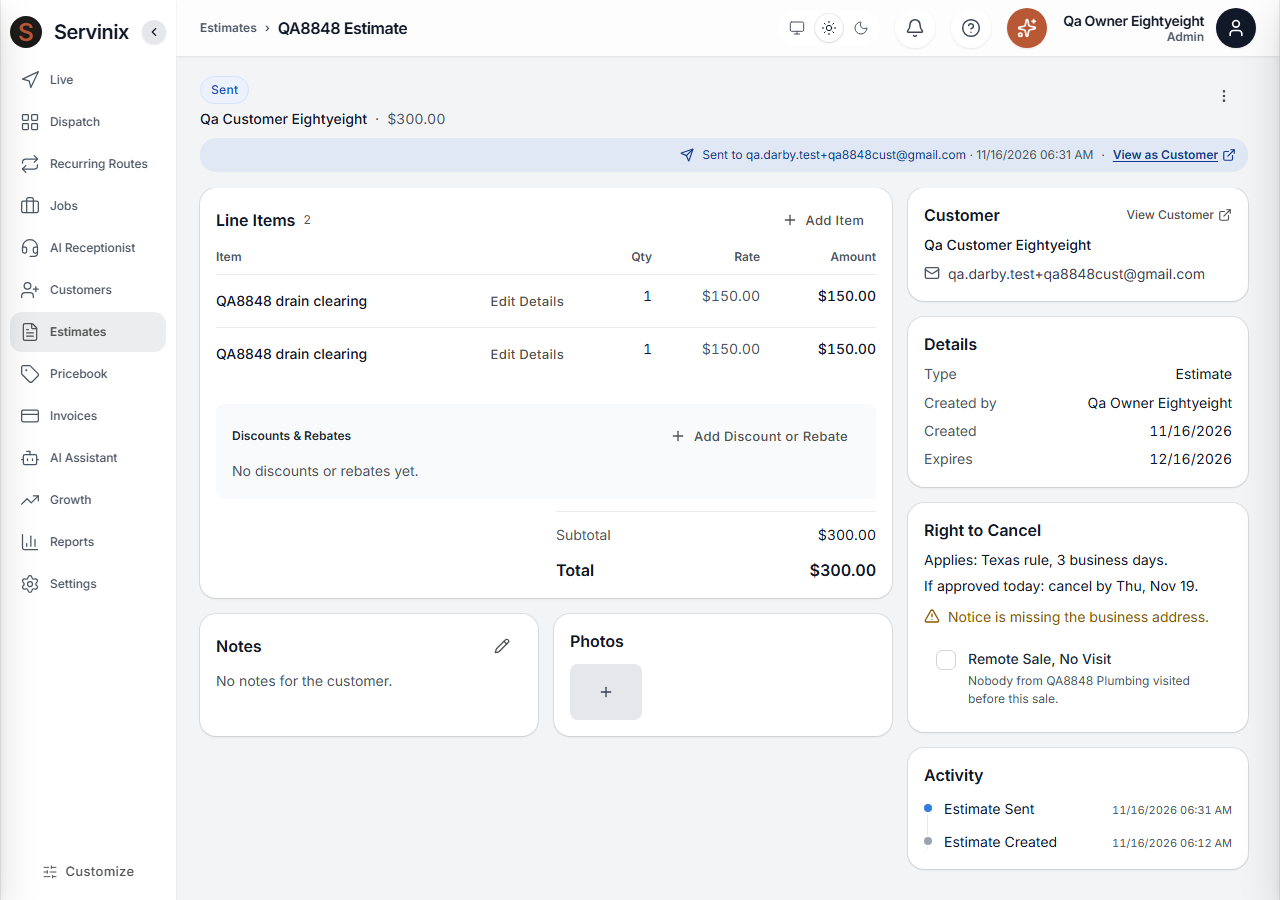 S Servinix
Estimates › QA8848 Estimate
Qa Owner Eightyeight
Admin
Live
Dispatch
Recurring Routes
Jobs
AI Receptionist
Customers
Estimates
Pricebook
Invoices
AI Assistant
Growth
Reports
Settings
Customize
Sent
Qa Customer Eightyeight · $300.00
Sent to qa.darby.test+qa8848cust@gmail.com · 11/16/2026 06:31 AM · View as Customer
Line Items 2
+ Add Item
Item Qty Rate Amount
QA8848 drain clearing Edit Details 1 $150.00 $150.00
QA8848 drain clearing Edit Details 1 $150.00 $150.00
Discounts & Rebates
+ Add Discount or Rebate
No discounts or rebates yet.
Subtotal $300.00
Total $300.00
Notes
No notes for the customer.
Photos
+
Customer
View Customer
Qa Customer Eightyeight
qa.darby.test+qa8848cust@gmail.com
Details
Type Estimate
Created by Qa Owner Eightyeight
Created 11/16/2026
Expires 12/16/2026
Right to Cancel
Applies: Texas rule, 3 business days.
If approved today: cancel by Thu, Nov 19.
Notice is missing the business address.
Remote Sale, No Visit
Nobody from QA8848 Plumbing visited
before this sale.
Activity
Estimate Sent 11/16/2026 06:31 AM
Estimate Created 11/16/2026 06:12 AM